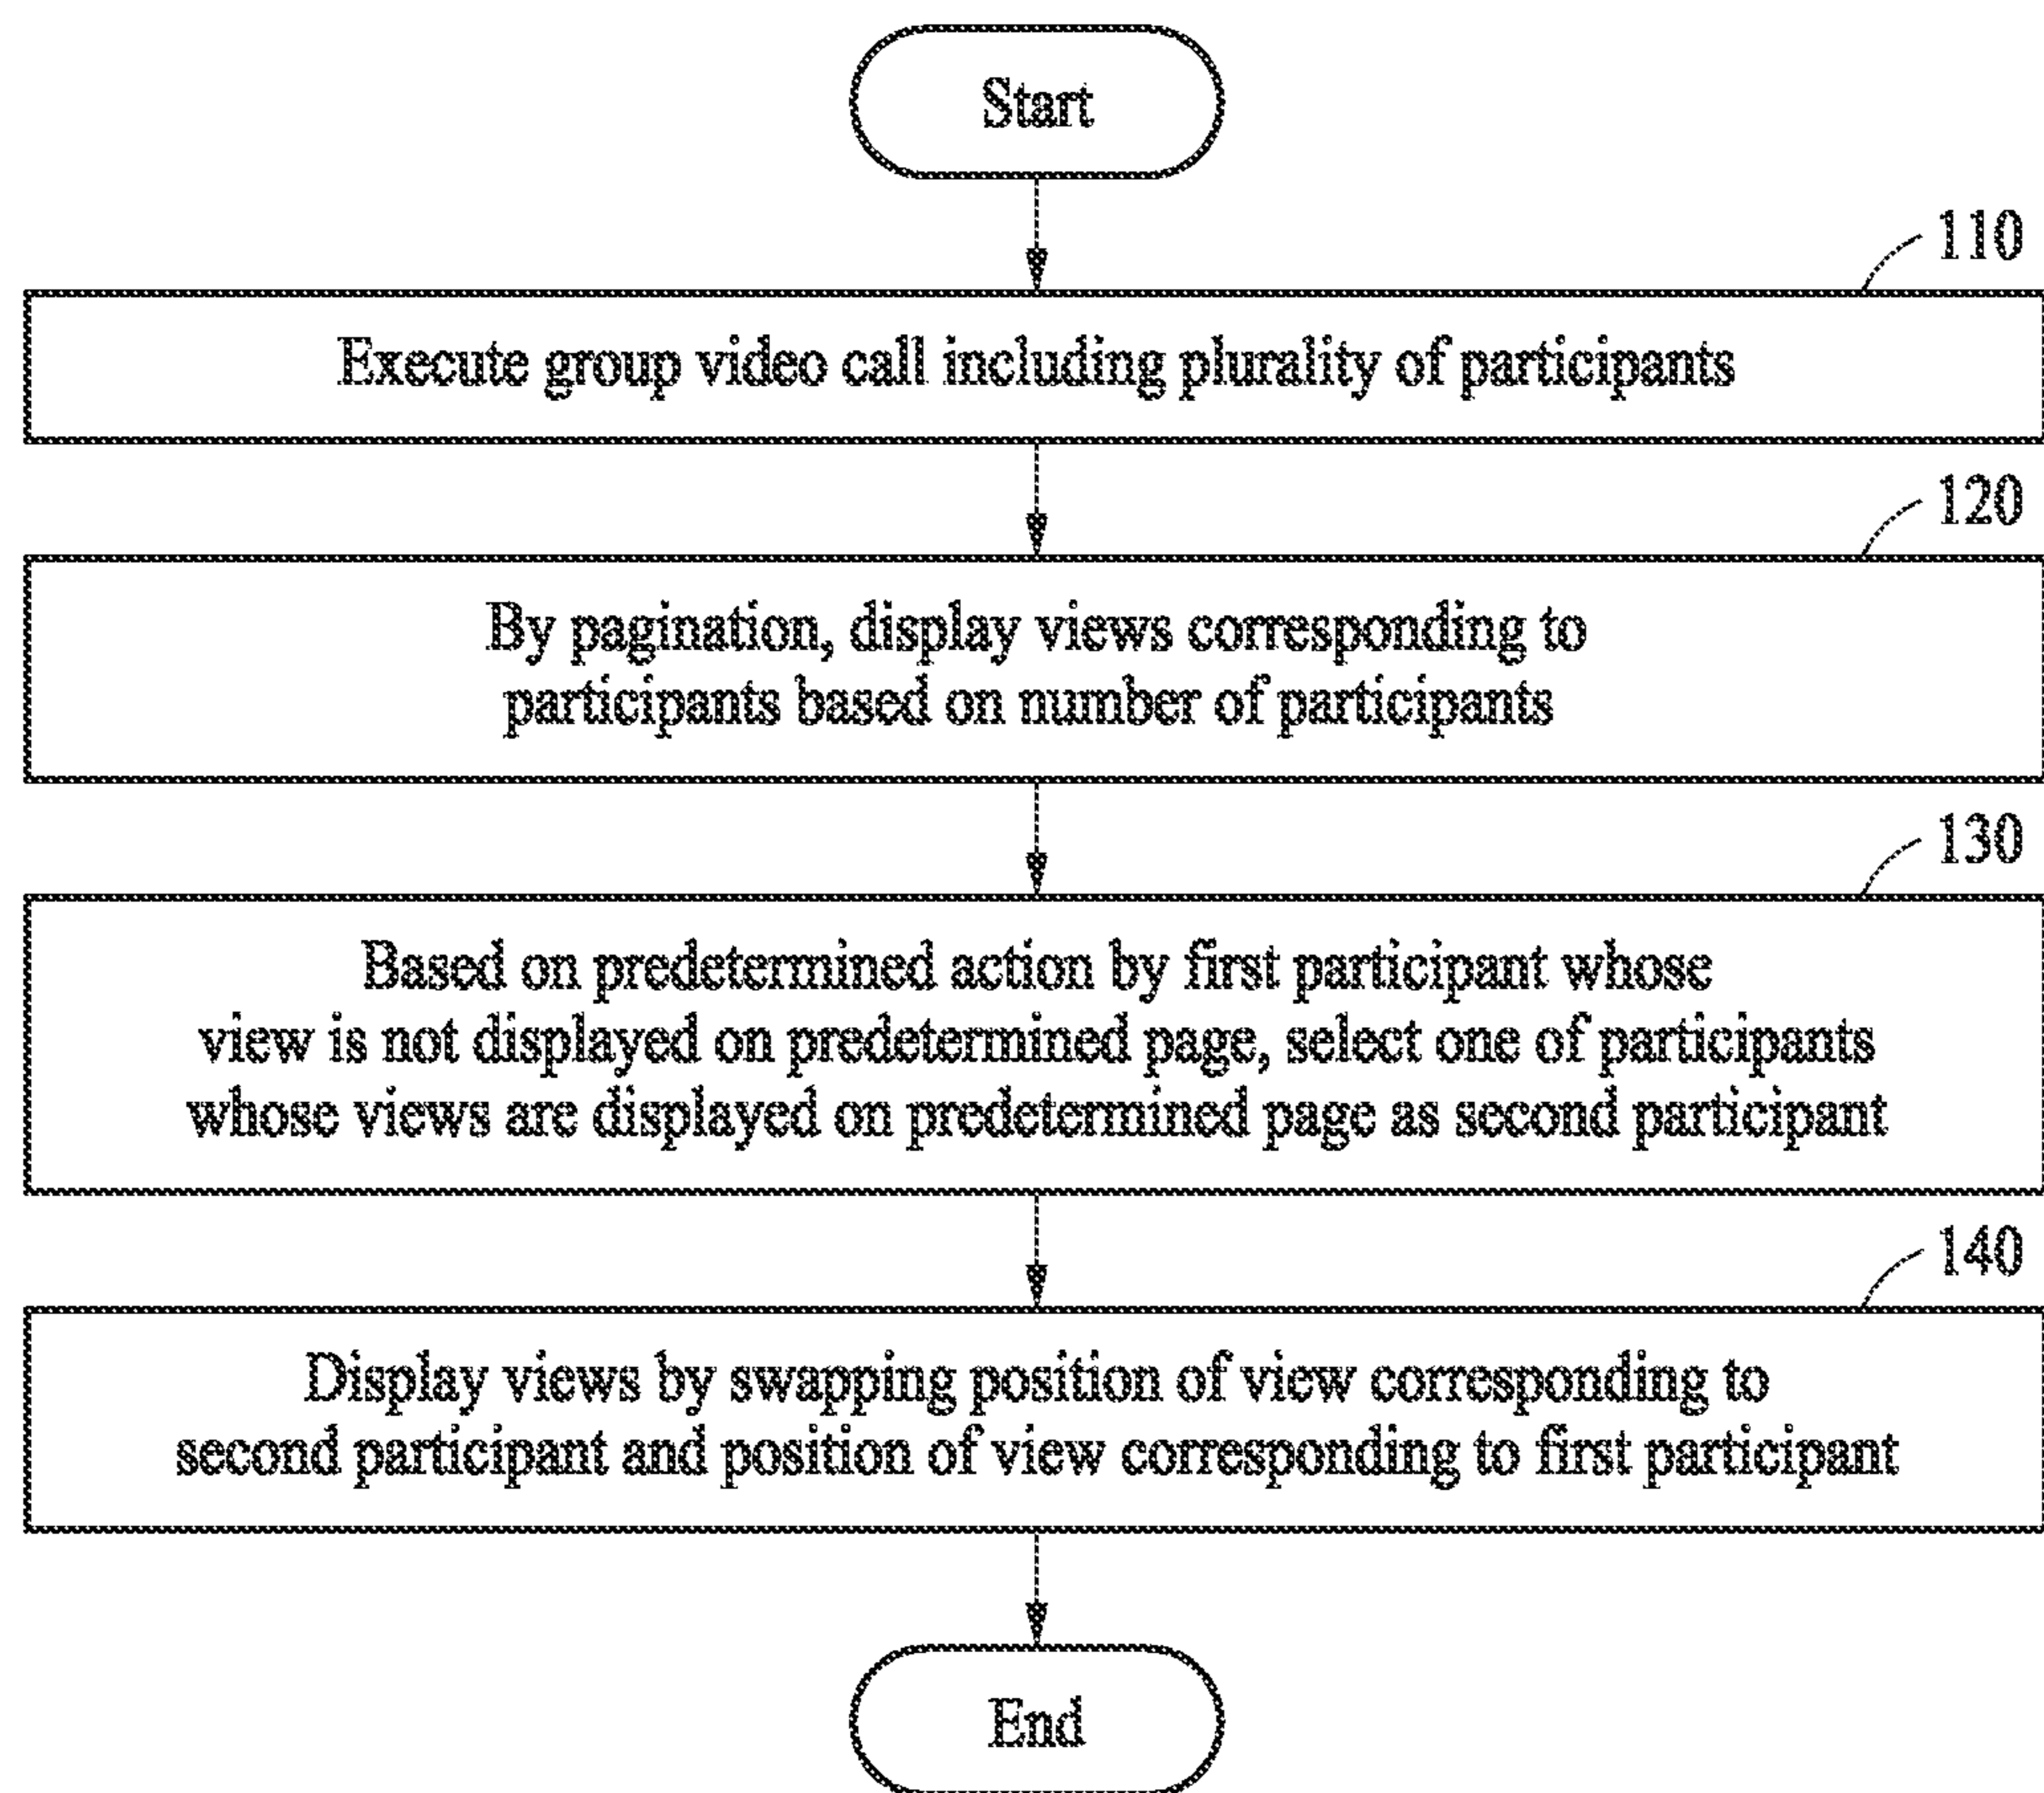 Start
110
Execute group video call including plurality of participants
120
By pagination, display views corresponding to
participants based on number of participants
130
Based on predetermined action by first participant whose
view is not displayed on predetermined page, select one of participants
whose views are displayed on predetermined page as second participant
140
Display views by swapping position of view corresponding to
second participant and position of view corresponding to first participant
End